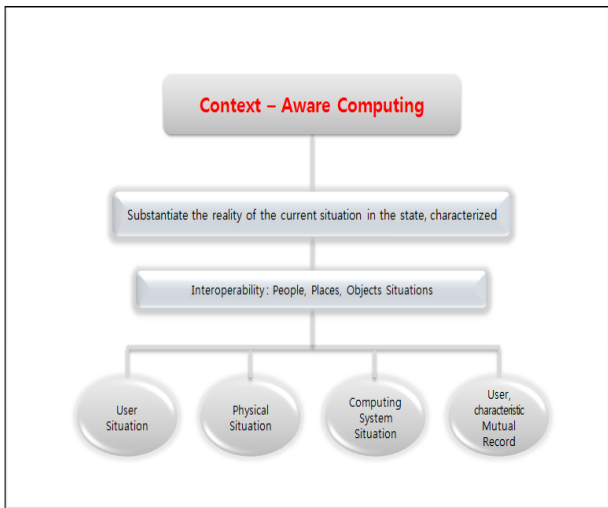 Context – Aware Computing
Substantiate the reality of the current situation in the state, characterized
Interoperability: People, Places, Objects Situations
User
Situation
Physical
Situation
Computing
System
Situation
User,
characteristic
Mutual
Record